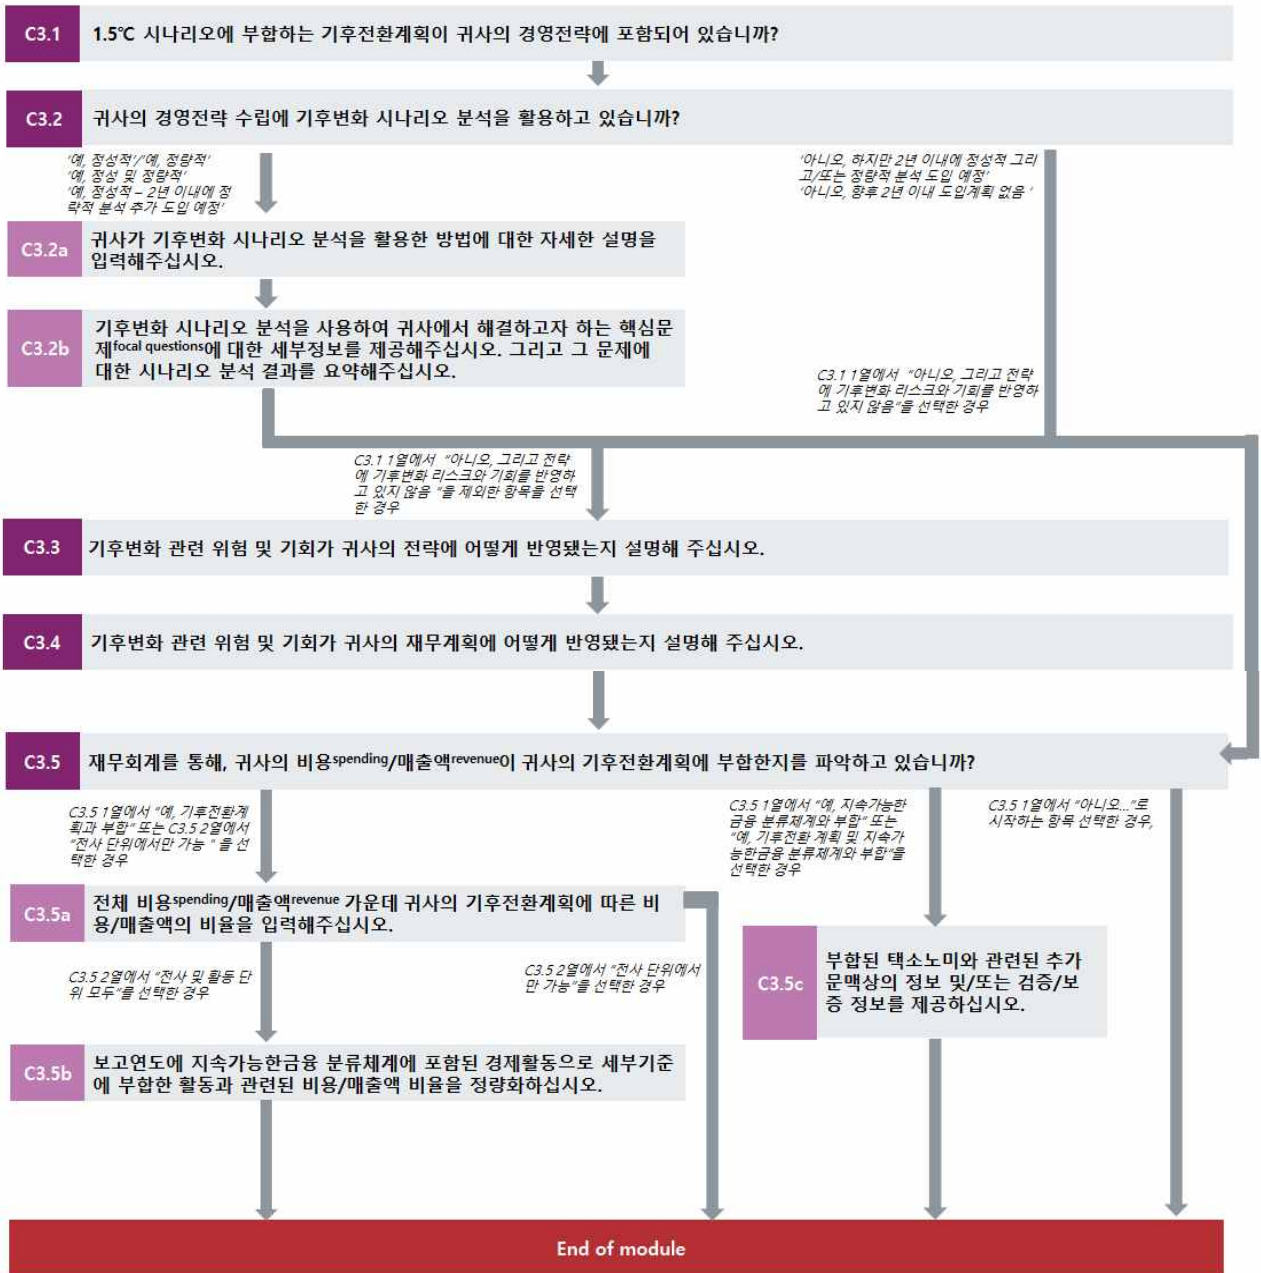 C3.1 1.5℃ 시나리오에 부합하는 기후전환계획이 귀사의 경영전략에 포함되어 있습니까?
C3.2 귀사의 경영전략 수립에 기후변화 시나리오 분석을 활용하고 있습니까?
'예, 정성적'/'예, 정량적'
'예, 정성 및 정량적'
'예, 정성적 – 2년 이내에 정
략적 분석 추가 도입 예정'
'아니오, 하지만 2년 이내에 정성적 그리
고/또는 정량적 분석 도입 예정'
'아니오, 향후 2년 이내 도입계획 없음 '
C3.2a 귀사가 기후변화 시나리오 분석을 활용한 방법에 대한 자세한 설명을
입력해주십시오.
C3.2b 기후변화 시나리오 분석을 사용하여 귀사에서 해결하고자 하는 핵심문
제focal questions에 대한 세부정보를 제공해주십시오. 그리고 그 문제에
대한 시나리오 분석 결과를 요약해주십시오.
C3.1 1열에서 "아니오, 그리고 전략
에 기후변화 리스크와 기회를 반영하
고 있지 않음"을 선택한 경우
C3.1 1열에서 "아니오, 그리고 전략
에 기후변화 리스크와 기회를 반영하
고 있지 않음 "을 제외한 항목을 선택
한 경우
C3.3 기후변화 관련 위험 및 기회가 귀사의 전략에 어떻게 반영됐는지 설명해 주십시오.
C3.4 기후변화 관련 위험 및 기회가 귀사의 재무계획에 어떻게 반영됐는지 설명해 주십시오.
C3.5 재무회계를 통해, 귀사의 비용spending/매출액revenue이 귀사의 기후전환계획에 부합한지를 파악하고 있습니까?
C3.5 1열에서 "예, 기후전환계
획과 부합" 또는 C3.5 2열에서
"전사 단위에서만 가능 " 을 선
택한 경우
C3.5 1열에서 "예, 지속가능한
금융 분류체계와 부합" 또는
"예, 기후전환 계획 및 지속가
능한금융 분류체계와 부합"을
선택한 경우
C3.5 1열에서 "아니오..."로
시작하는 항목 선택한 경우,
C3.5a 전체 비용spending/매출액revenue 가운데 귀사의 기후전환계획에 따른 비
용/매출액의 비율을 입력해주십시오.
C3.5 2열에서 "전사 및 활동 단
위 모두"를 선택한 경우
C3.5 2열에서 "전사 단위에서
만 가능"을 선택한 경우
C3.5c 부합된 택소노미와 관련된 추가
문맥상의 정보 및/또는 검증/보
증 정보를 제공하십시오.
C3.5b 보고연도에 지속가능한금융 분류체계에 포함된 경제활동으로 세부기준
에 부합한 활동과 관련된 비용/매출액 비율을 정량화하십시오.
End of module